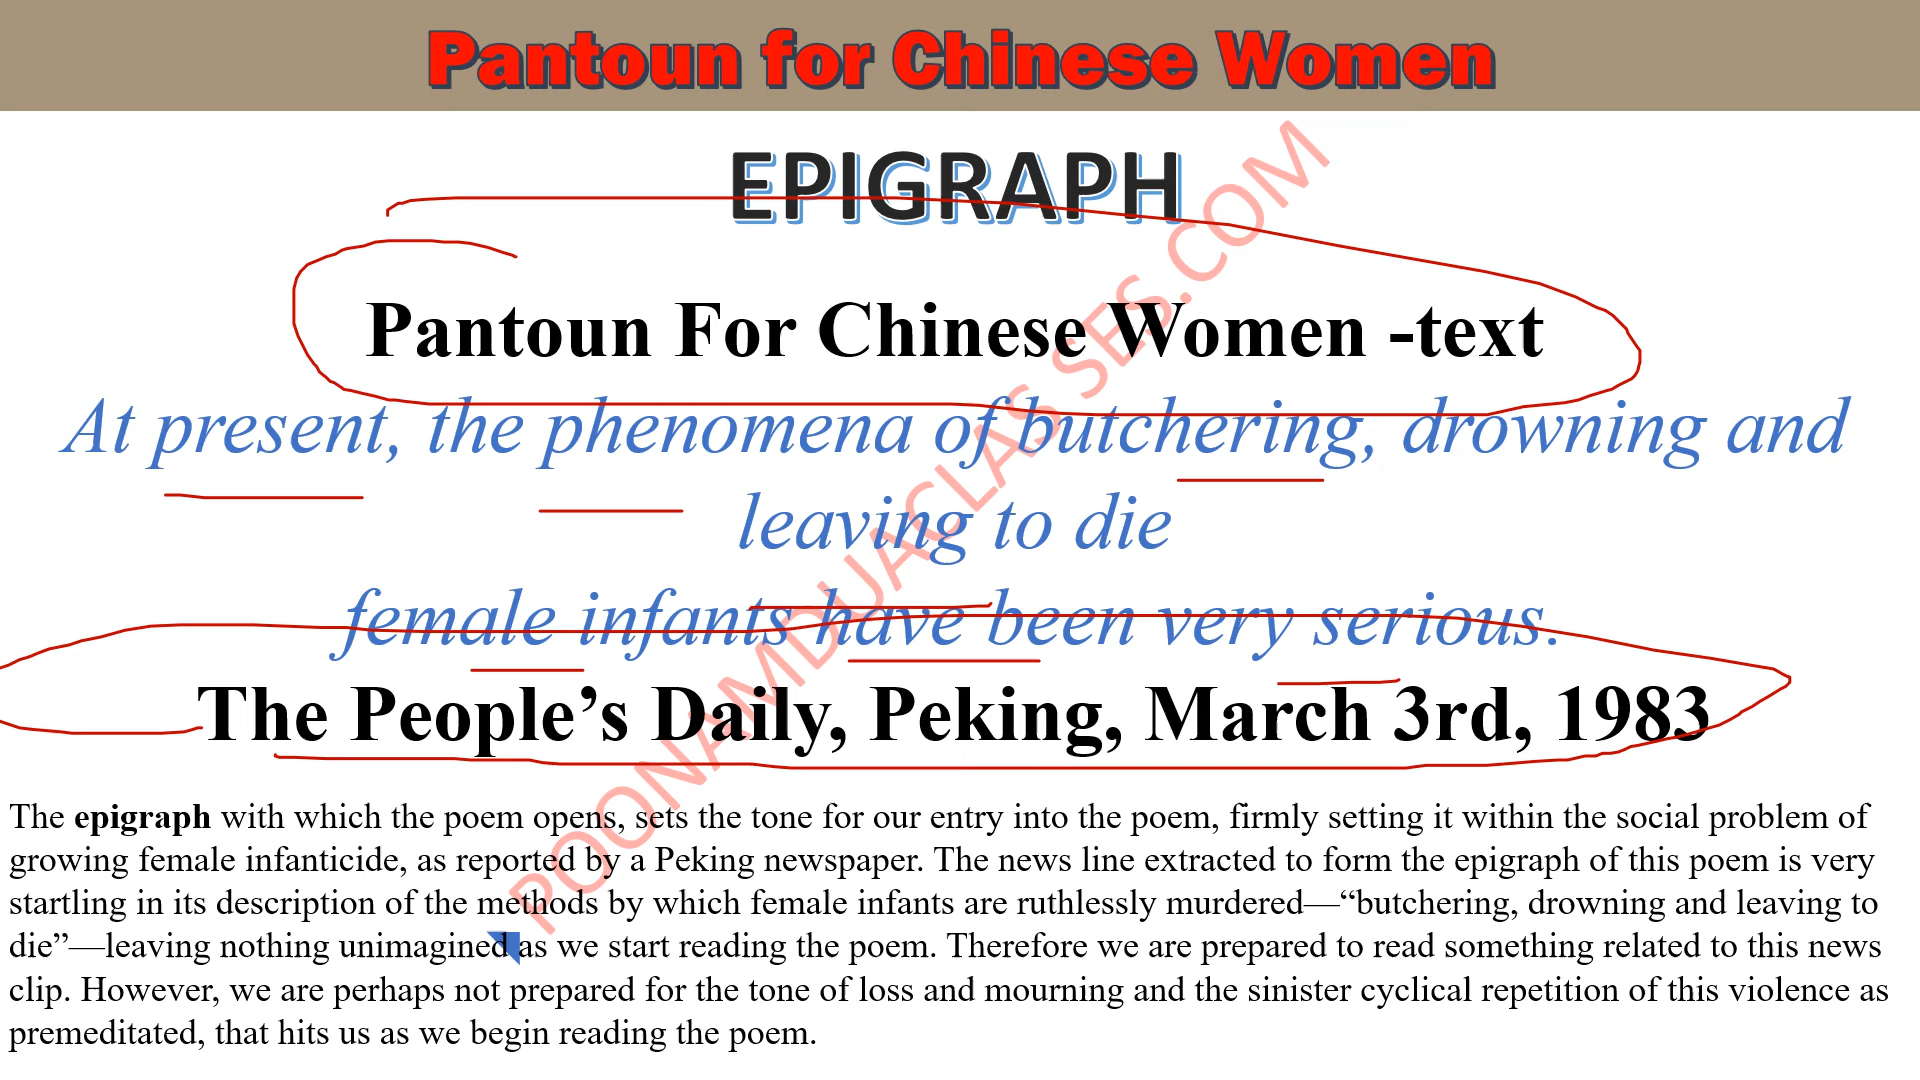 Pantoun for Chinese Women
EPIGRAPH
Pantoun For Chinese Women -text
At present, the phenomena of butchering, drowning and
leaving to die
female infants have been very serious.
The People’s Daily, Peking, March 3rd, 1983
The epigraph with which the poem opens, sets the tone for our entry into the poem, firmly setting it within the social problem of
growing female infanticide, as reported by a Peking newspaper. The news line extracted to form the epigraph of this poem is very
startling in its description of the methods by which female infants are ruthlessly murdered—“butchering, drowning and leaving to
die”—leaving nothing unimagined as we start reading the poem. Therefore we are prepared to read something related to this news
clip. However, we are perhaps not prepared for the tone of loss and mourning and the sinister cyclical repetition of this violence as
premeditated, that hits us as we begin reading the poem.
POONAMDUACLAS SES.COM